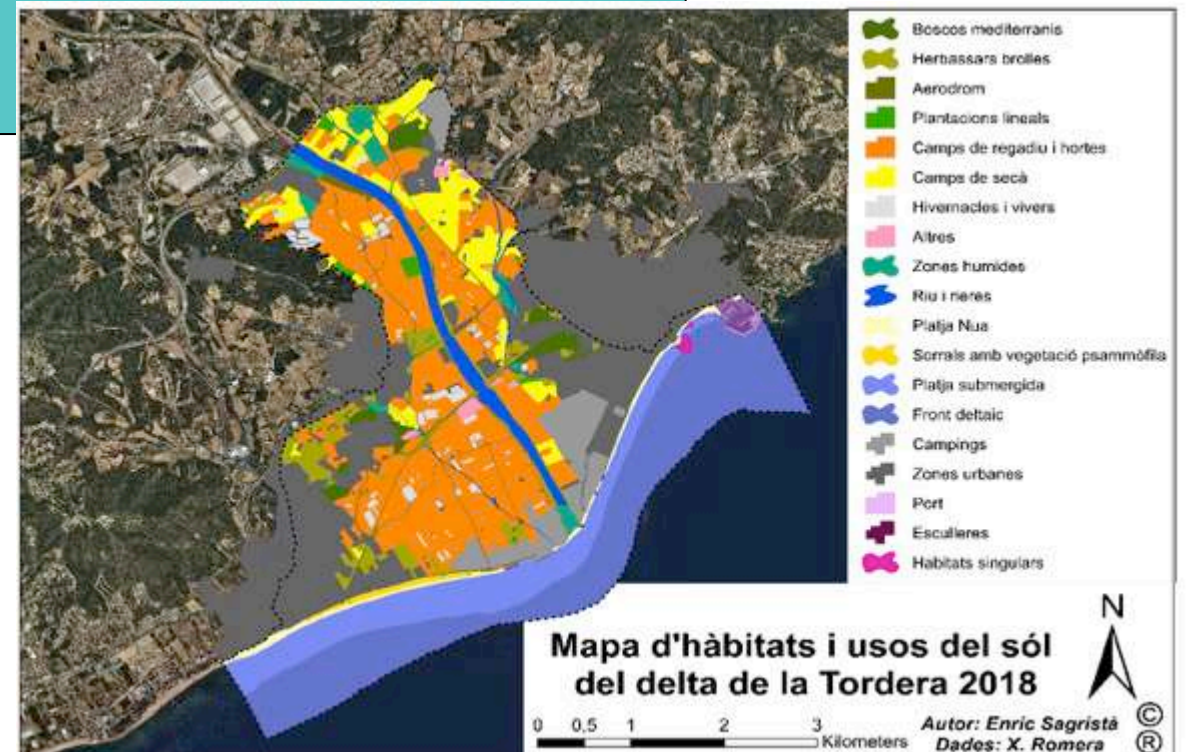 Boscos mediterranis
Herbassars brolles
Aerodrom
Plantacions lineals
Camps de regadiu i hortes
Camps de secà
Hivernacles i vivers
Altres
Zones humides
Riu i rieres
Platja Nua
Sorrals amb vegetació psammòfila
Platja submergida
Front deltaic
Campings
Zones urbanes
Port
Esculleres
Habitats singulars
N
Mapa d'hàbitats i usos del sól
del delta de la Tordera 2018
0 0,5 1 2 3
Kilometers
Autor: Enric Sagristà ©
Dades: X. Romera ®